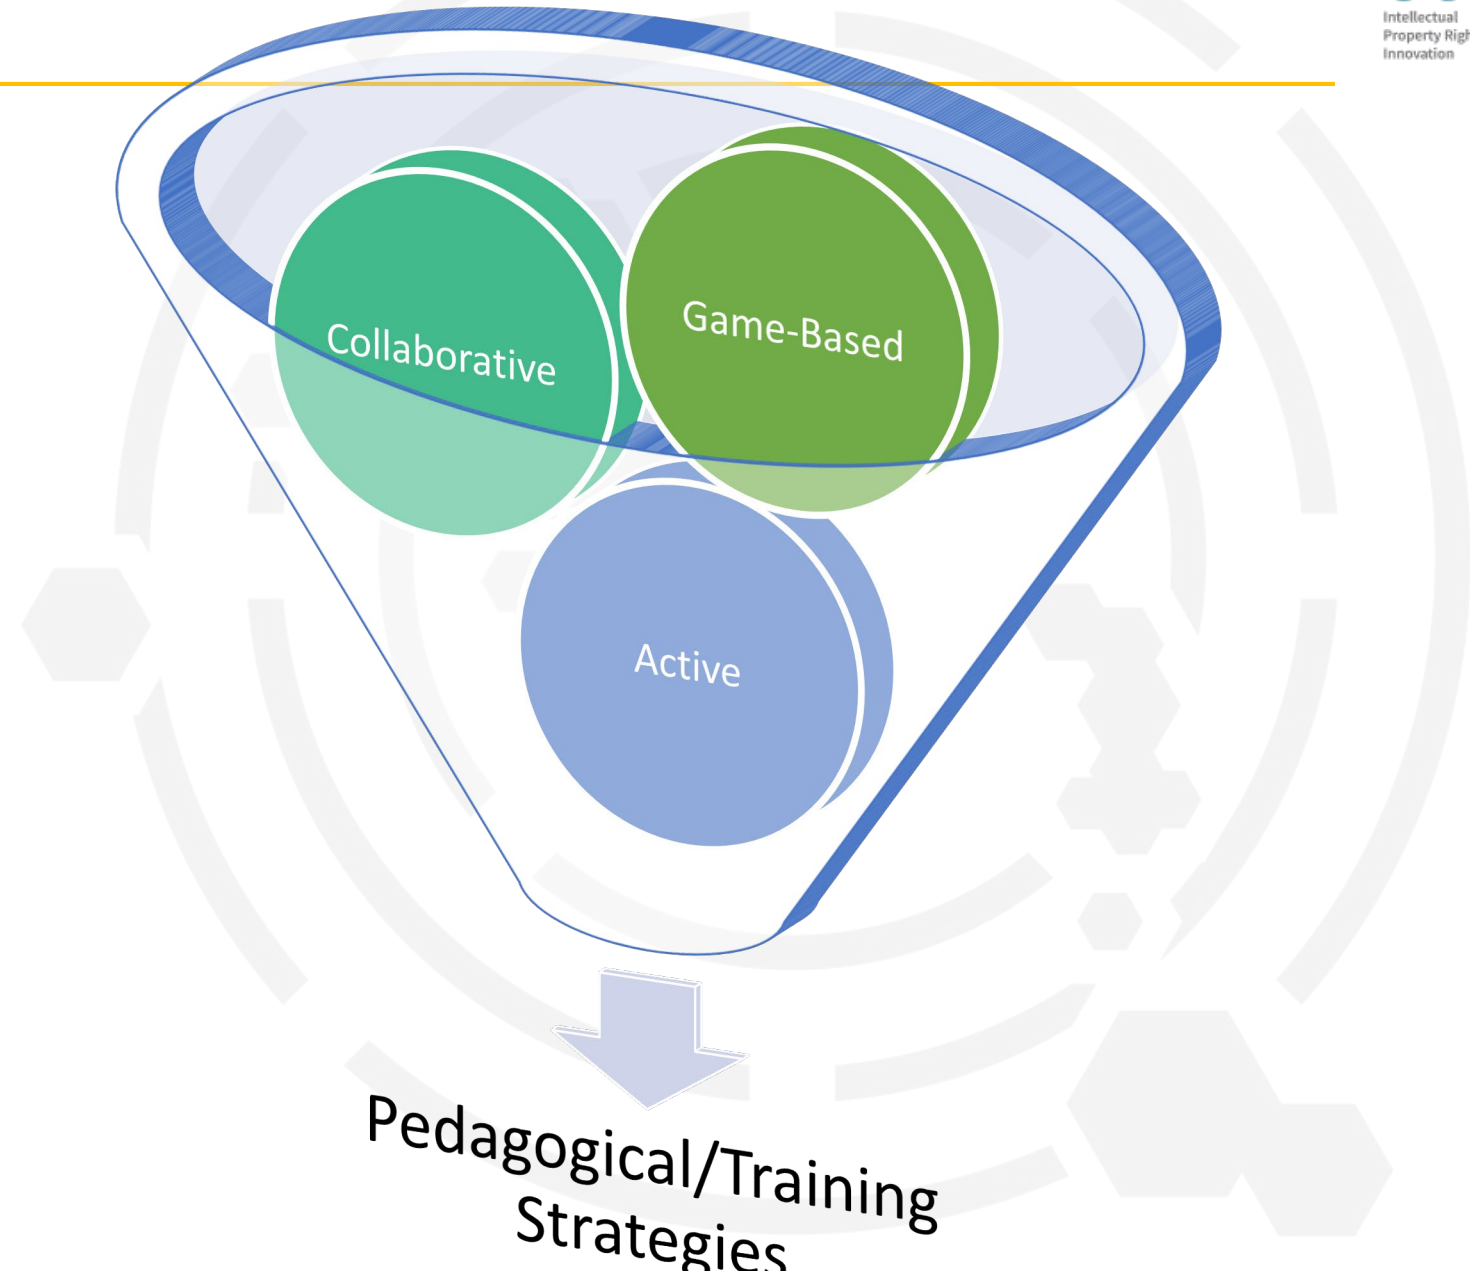 Intellectual
Property Righ
Innovation
Collaborative
Game-Based
Active
Pedagogical/Training
Strategies